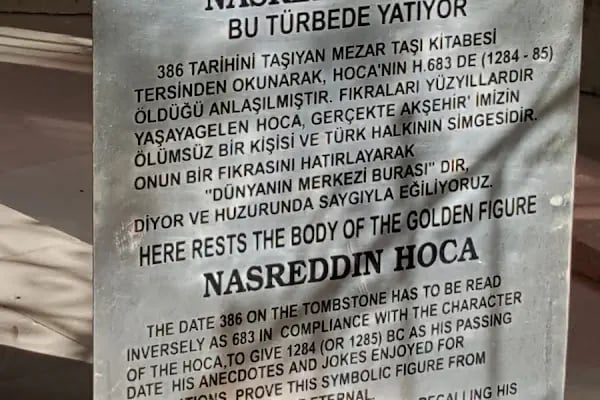 NASRE
BU TÜRBEDE YATIYOR
386 TARİHİNİ TAŞIYAN MEZAR TAŞI KİTABESİ
TERSİNDEN OKUNARAK, HOCA'NIN H.683 DE (1284 - 85)
ÖLDÜĞÜ ANLAŞILMIŞTIR. FIKRALARI YÜZYILLARDIR
YAŞAYAGELEN HOCA, GERÇEKTE AKŞEHİR' İMİZİN
ÖLÜMSÜZ BİR KİŞİSİ VE TÜRK HALKININ SİMGESİDİR.
ONUN BİR FIKRASINI HATIRLAYARAK
"DÜNYANIN MERKEZİ BURASI" DIR,
DİYOR VE HUZURUNDA SAYGIYLA EĞİLİYORUZ.
HERE RESTS THE BODY OF THE GOLDEN FIGURE
NASREDDIN HOCA
THE DATE 386 ON THE TOMBSTONE HAS TO BE READ
INVERSELY AS 683 IN COMPLIANCE WITH THE CHARACTER
OF THE HOCA,TO GIVE 1284 (OR 1285) BC AS HIS PASSING
DATE HIS ANECDOTES AND JOKES ENJOYED FOR
TIONS, PROVE THIS SYMBOLIC FIGURE FROM
ETERNAL. RECALLING HIS